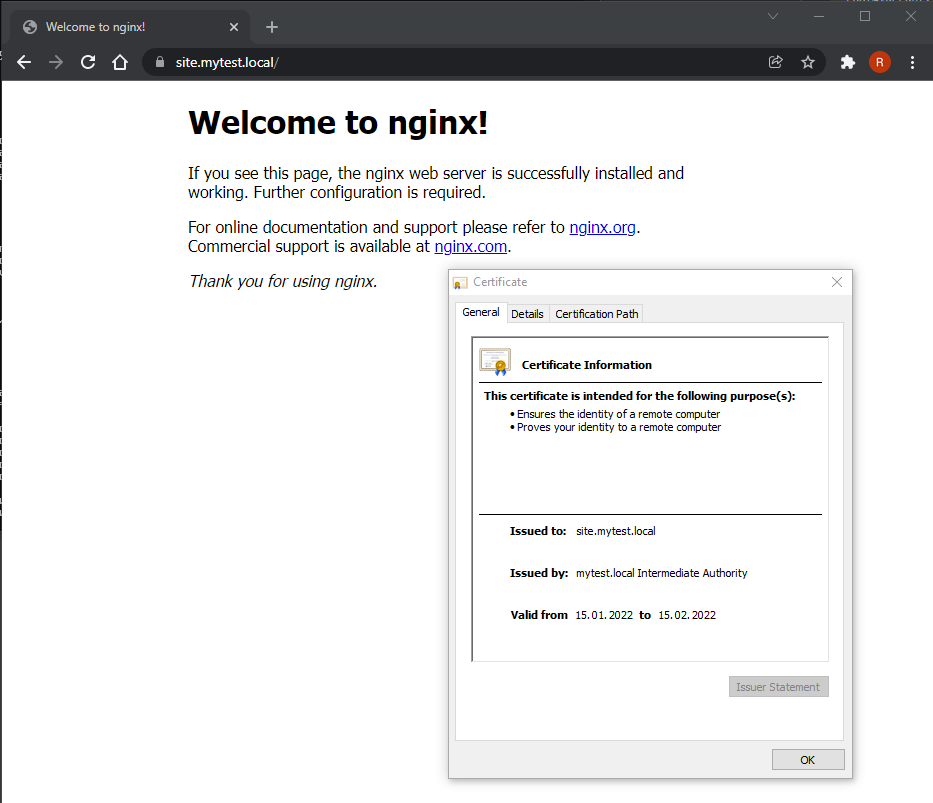 Welcome to nginx!
site.mytest.local/
R
Welcome to nginx!
If you see this page, the nginx web server is successfully installed and
working. Further configuration is required.
For online documentation and support please refer to nginx.org.
Commercial support is available at nginx.com.
Thank you for using nginx.
Certificate
General Details Certification Path
Certificate Information
This certificate is intended for the following purpose(s):
• Ensures the identity of a remote computer
• Proves your identity to a remote computer
Issued to: site.mytest.local
Issued by: mytest.local Intermediate Authority
Valid from 15.01.2022 to 15.02.2022
Issuer Statement
OK